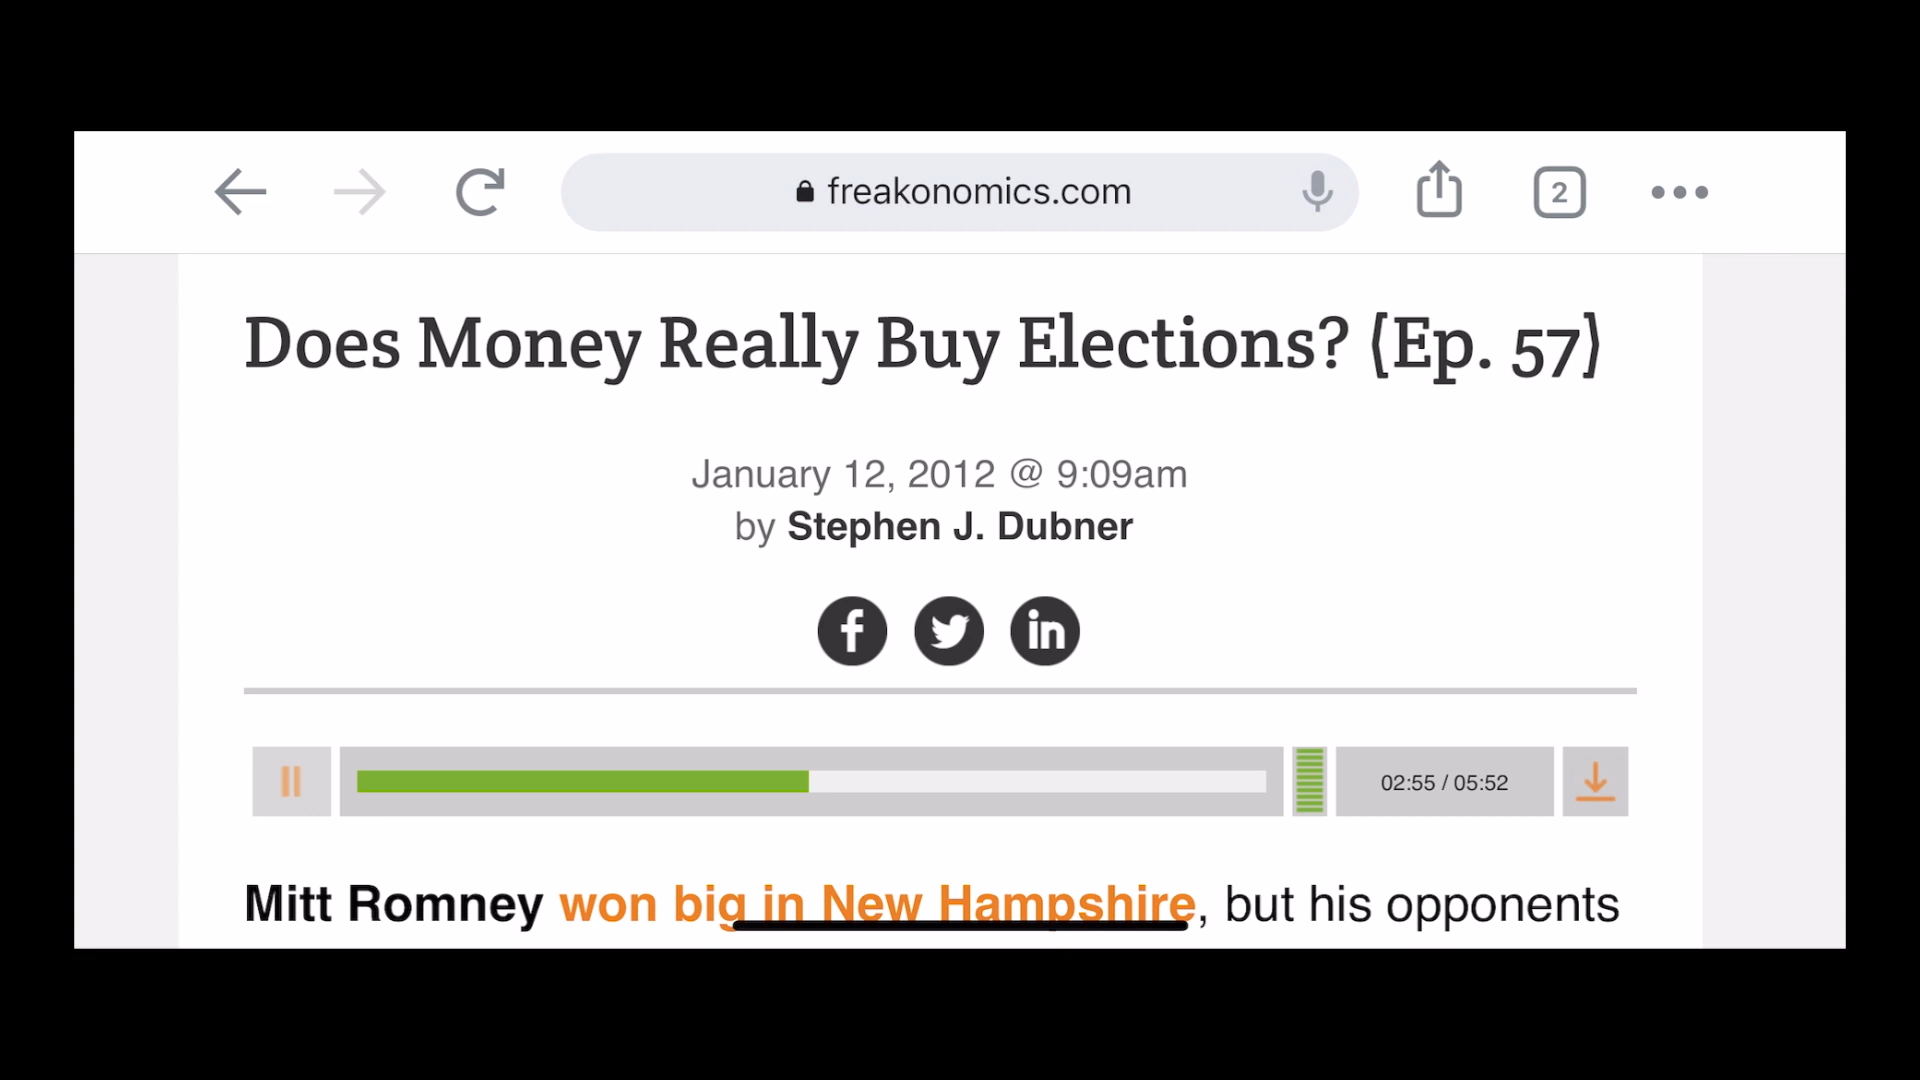 freakonomics.com
2
Does Money Really Buy Elections? (Ep. 57)
January 12, 2012 @ 9:09am
by Stephen J. Dubner
f in
02:55 / 05:52
Mitt Romney won big in New Hampshire, but his opponents